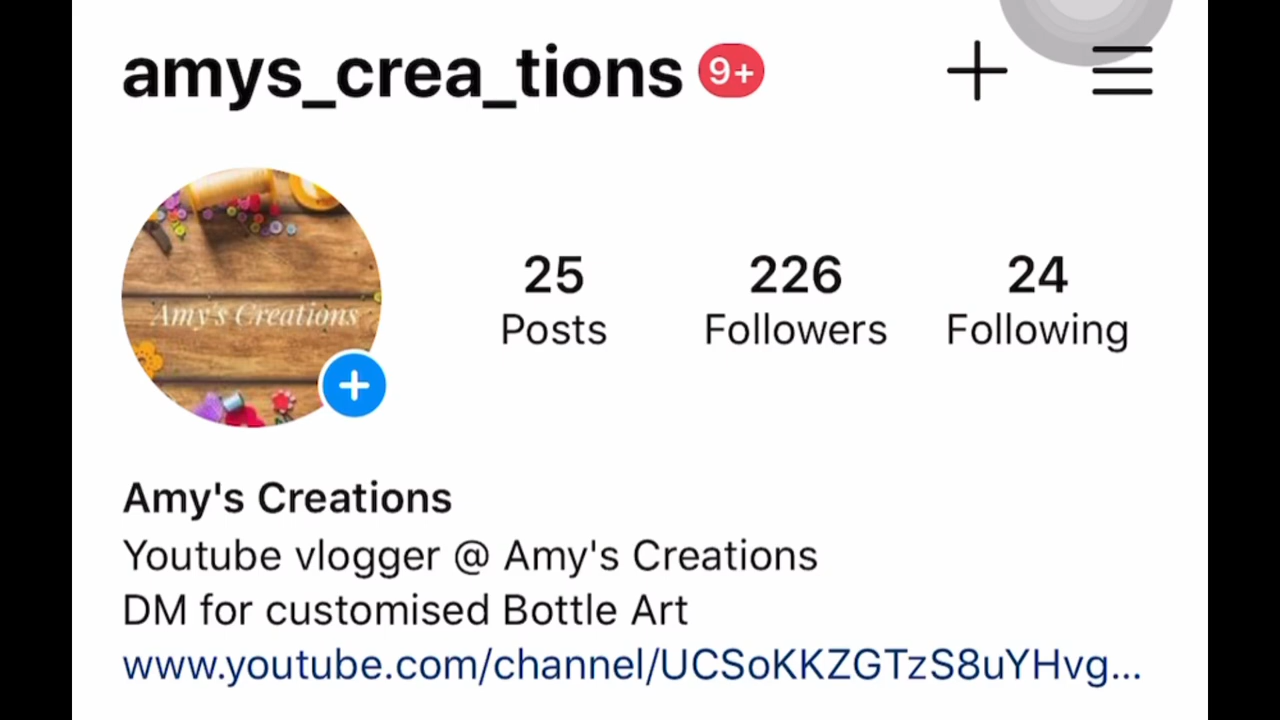 amys_crea_tions 9+
Amy's Creations
25 226 24
Posts Followers Following
Amy's Creations
Youtube vlogger @ Amy's Creations
DM for customised Bottle Art
www.youtube.com/channel/UCSoKKZGTzS8uYHvg...